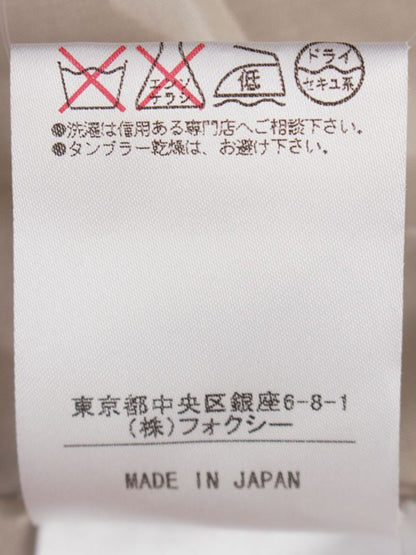 エンソ
チラシ
低
ドライ
セキユ系
●洗濯は信用ある専門店へご相談下さい。
●タンブラー乾燥は、お避け下さい。
東京都中央区銀座6-8-1
(株)フォクシー
MADE IN JAPAN